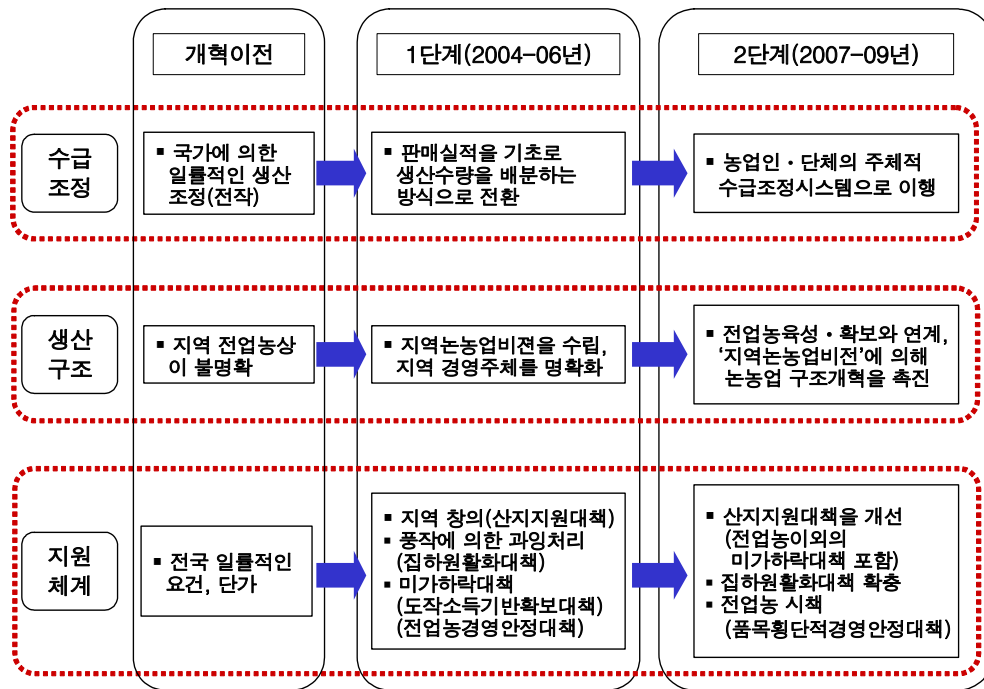 개혁이전
1단계(2004-06년)
2단계(2007-09년)
수급
조정
▪ 국가에 의한
일률적인 생산
조정(전작)
▪ 판매실적을 기초로
생산수량을 배분하는
방식으로 전환
▪ 농업인·단체의 주체적
수급조정시스템으로 이행
생산
구조
▪ 지역 전업농상
이 불명확
▪ 지역논농업비젼을 수립,
지역 경영주체를 명확화
▪ 전업농육성·확보와 연계,
‘지역논농업비전’에 의해
논농업 구조개혁을 촉진
지원
체계
▪ 전국 일률적인
요건, 단가
▪ 지역 창의(산지지원대책)
▪ 풍작에 의한 과잉처리
(집하원활화대책)
▪ 미가하락대책
(도작소득기반확보대책)
(전업농경영안정대책)
▪ 산지지원대책을 개선
(전업농이외의
미가하락대책 포함)
▪ 집하원활화대책 확충
▪ 전업농 시책
(품목횡단적경영안정대책)